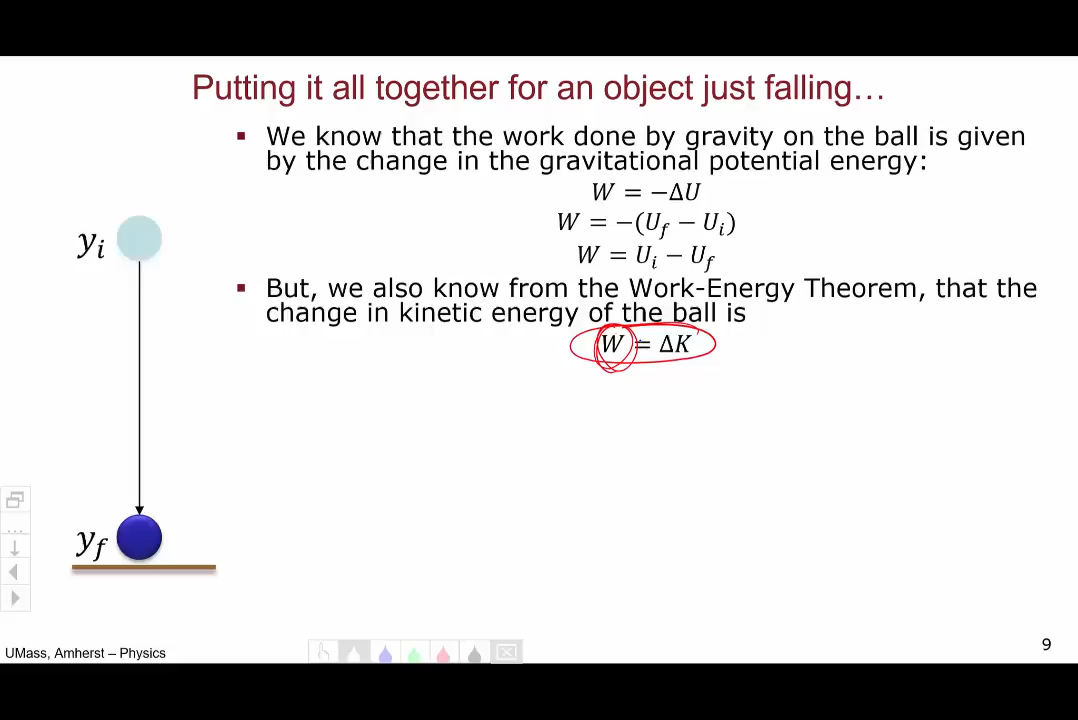 Putting it all together for an object just falling…
▪ We know that the work done by gravity on the ball is given
by the change in the gravitational potential energy:
W = −ΔU
W = −(U_f − U_i)
W = U_i − U_f
▪ But, we also know from the Work-Energy Theorem, that the
change in kinetic energy of the ball is
W = ΔK
y_i
y_f
UMass, Amherst – Physics
9